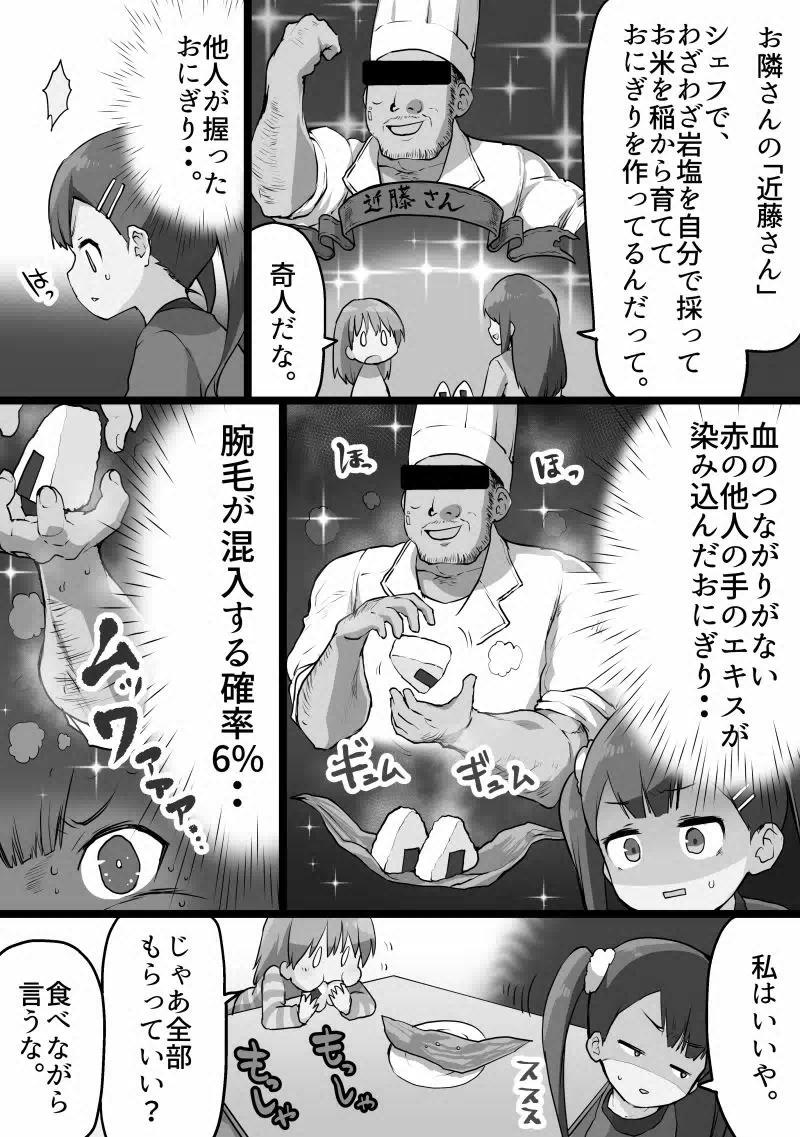 お隣さんの「近藤さん」
シェフで、
わざわざ岩塩を自分で採って
お米を稲から育てて
おにぎりを作ってるんだって。
近藤さん
奇人だな。
他人が握った
おにぎり・・。
はっ
血のつながりがない
赤の他人の手のエキスが
染み込んだおにぎり・・
ほっ
ほっ
ギュム
ギュム
腕毛が混入する確率
6%・・
ムッワァァァァ…
私はいいや。
ススス
もっしゃ
もっしゃ
じゃあ全部
もらっていい？
食べながら
言うな。